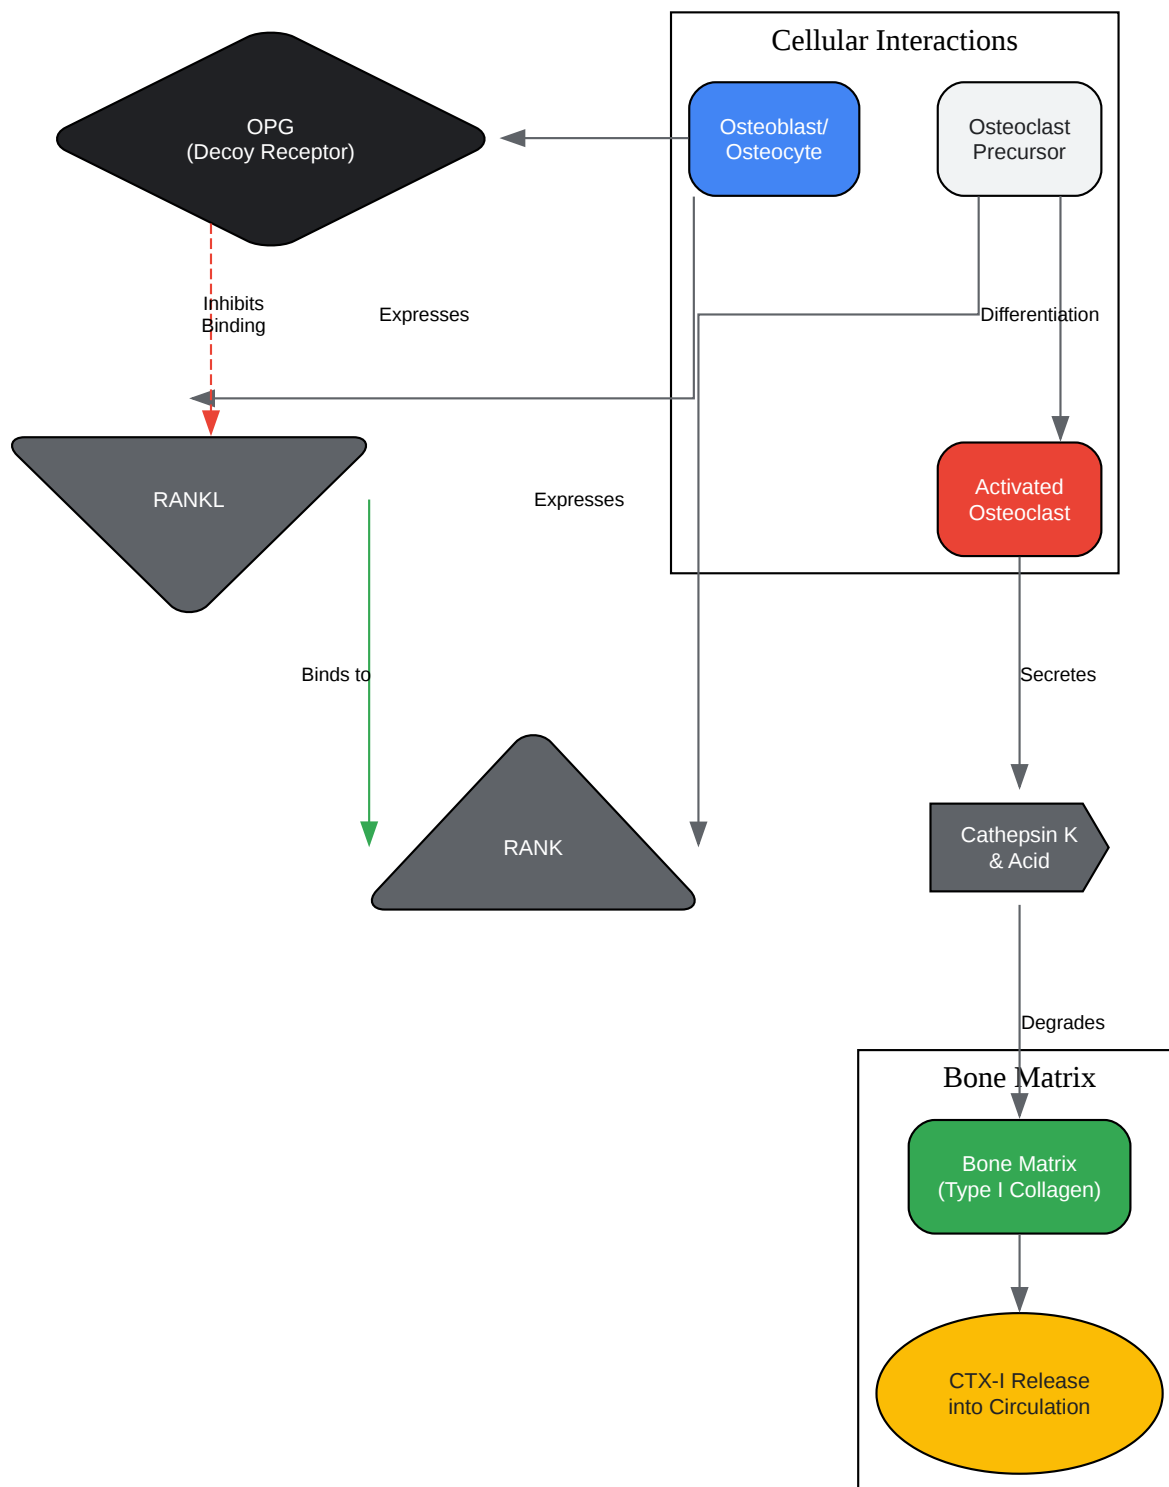 Cellular Interactions
OPG
(Decoy Receptor)
Osteoblast/
Osteocyte
Osteoclast
Precursor
Inhibits
Binding
Expresses
Differentiation
RANKL
Expresses
Activated
Osteoclast
Binds to
Secretes
RANK
Cathepsin K
& Acid
Degrades
Bone Matrix
Bone Matrix
(Type I Collagen)
CTX-I Release
into Circulation